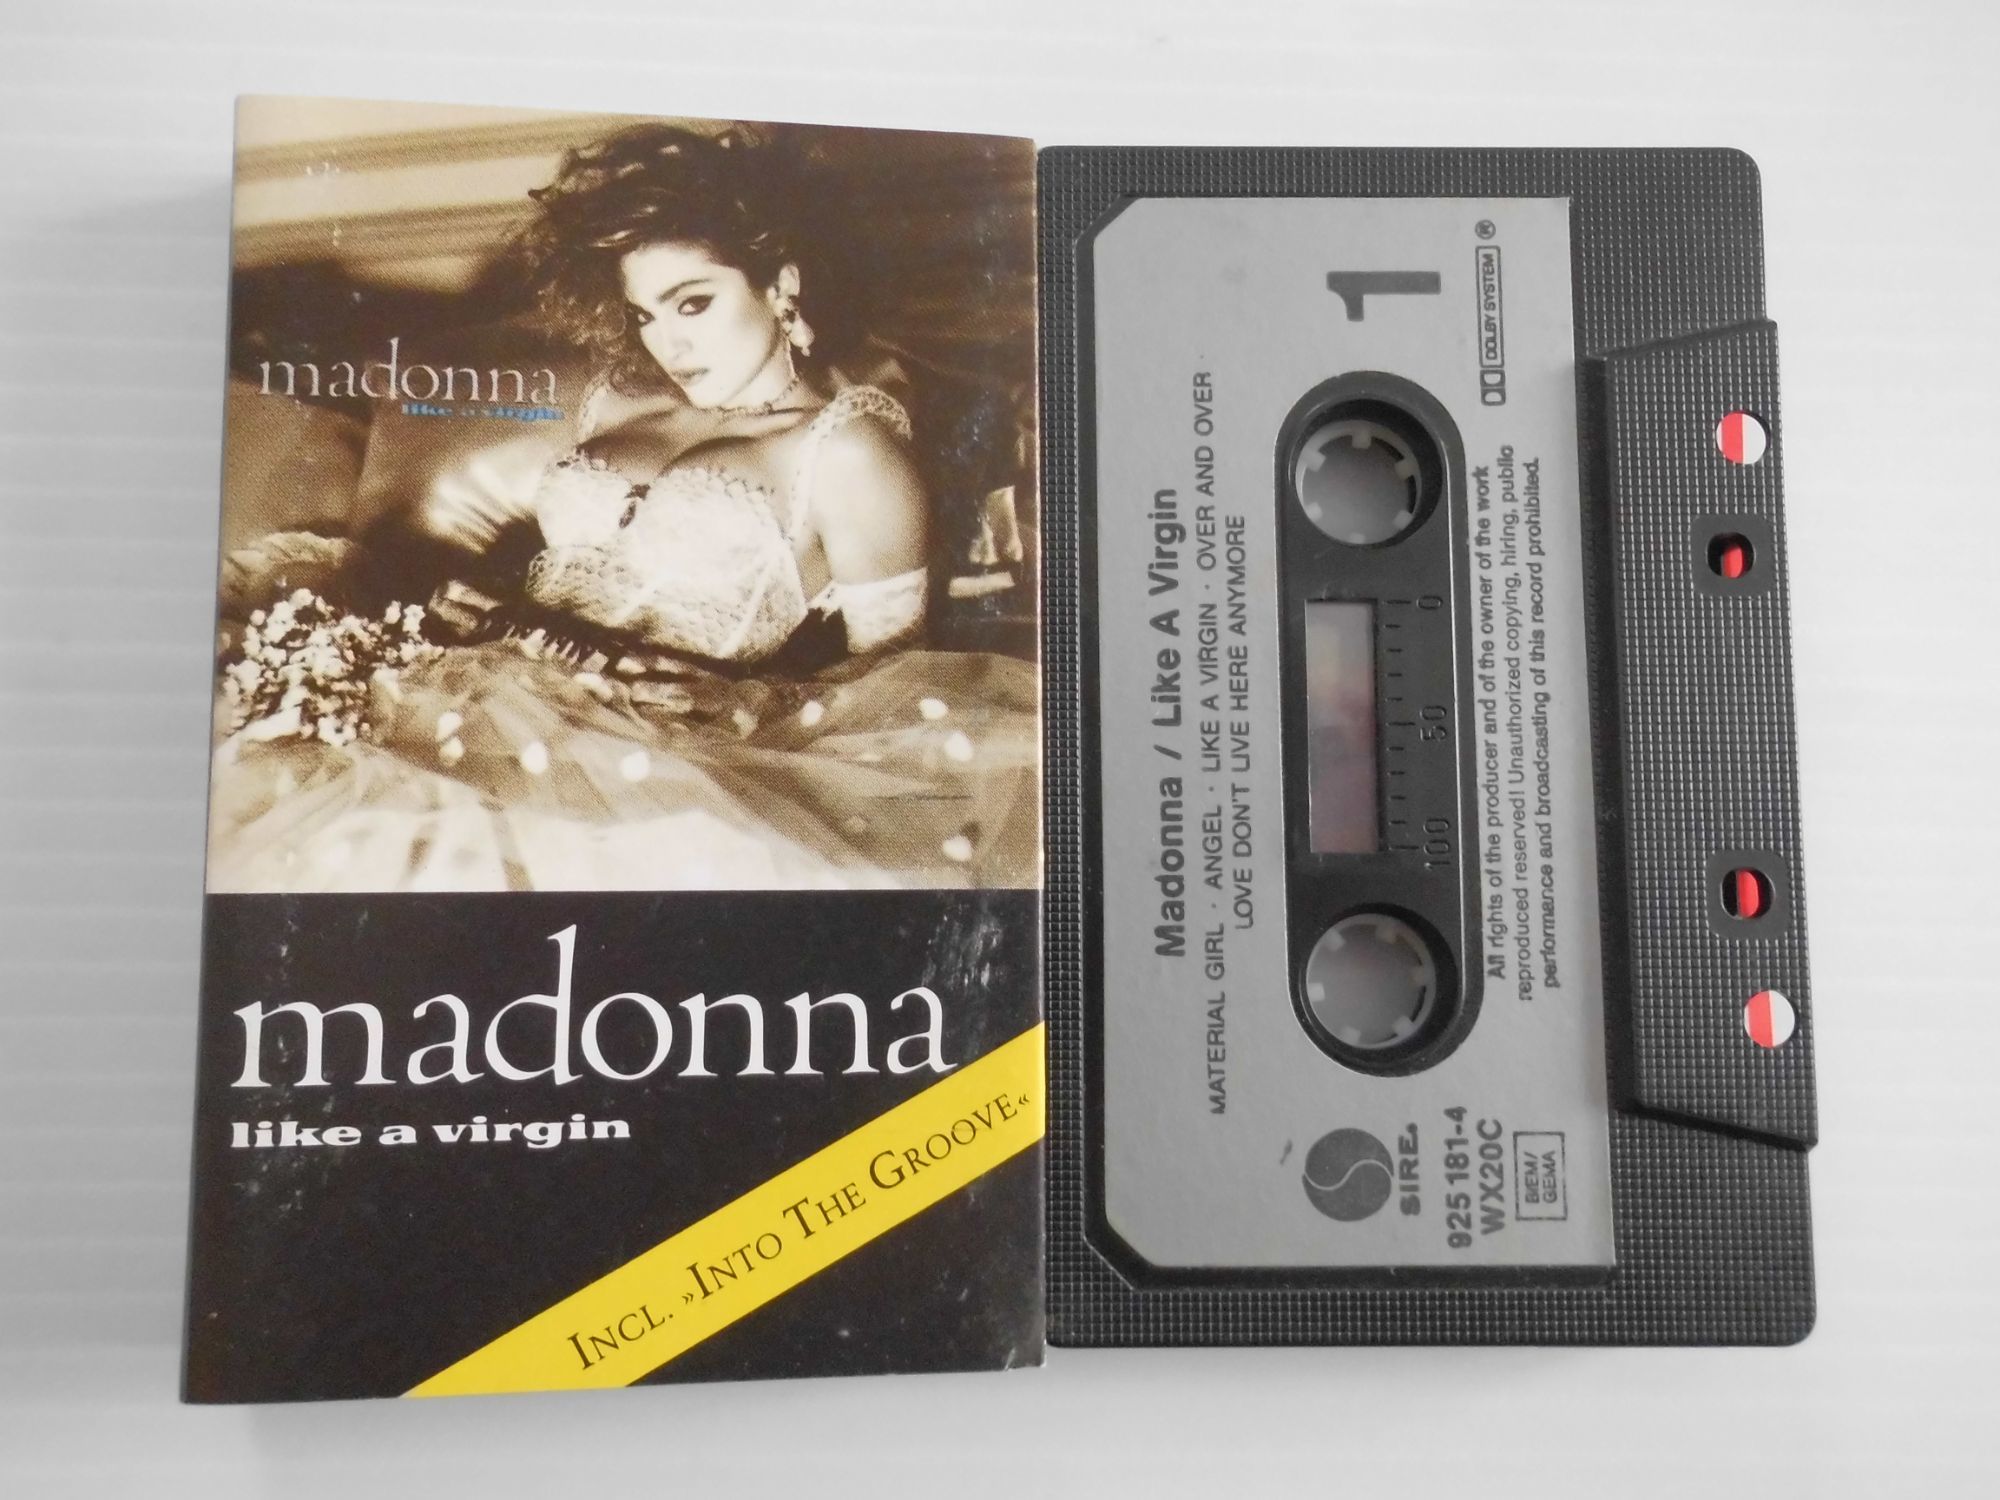 madonna
like a virgin
madonna
like a virgin
INCL. »INTO THE GROOVE«
1
DOLBY SYSTEM ®
Madonna / Like A Virgin
MATERIAL GIRL · ANGEL · LIKE A VIRGIN · OVER AND OVER
LOVE DON'T LIVE HERE ANYMORE
100 50 0
All rights of the producer and of the owner of the work
reproduced reserved! Unauthorized copying, hiring, public
performance and broadcasting of this record prohibited.
SIRE.
925 181-4
WX20C
BIEM/
GEMA